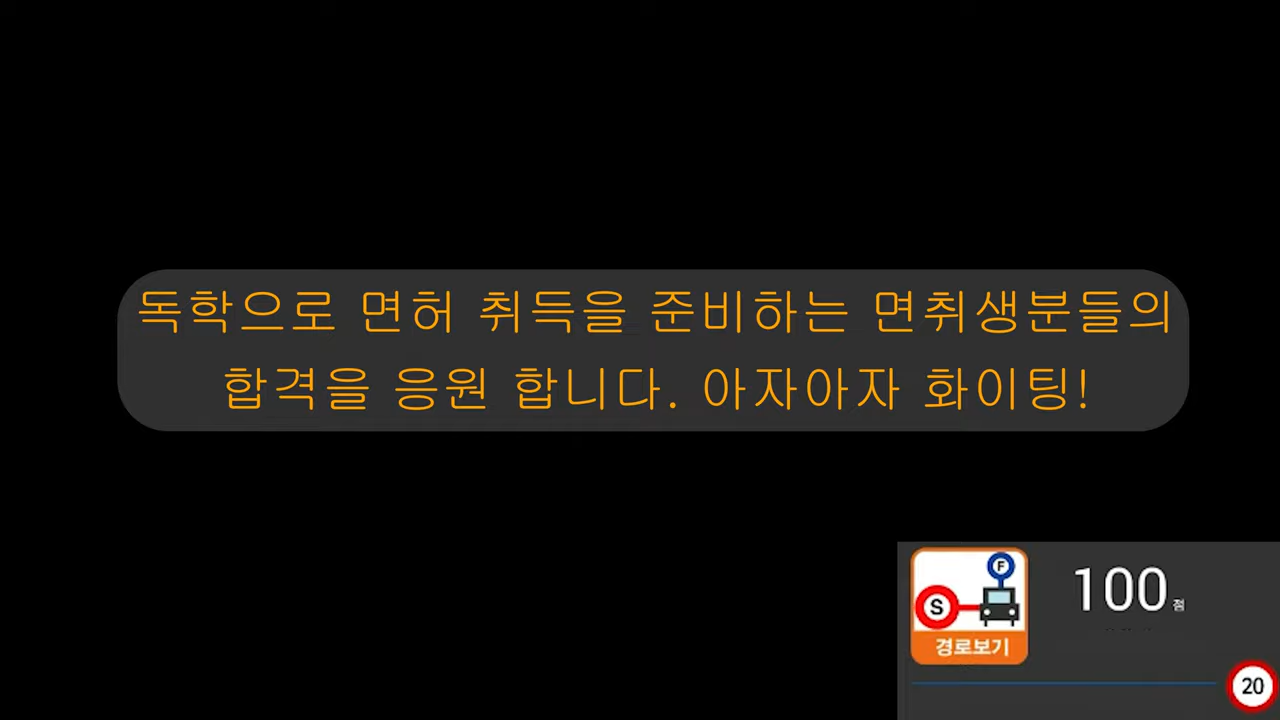 독학으로 면허 취득을 준비하는 면취생분들의
합격을 응원 합니다. 아자아자 화이팅!
F
S
경로보기
100점
20